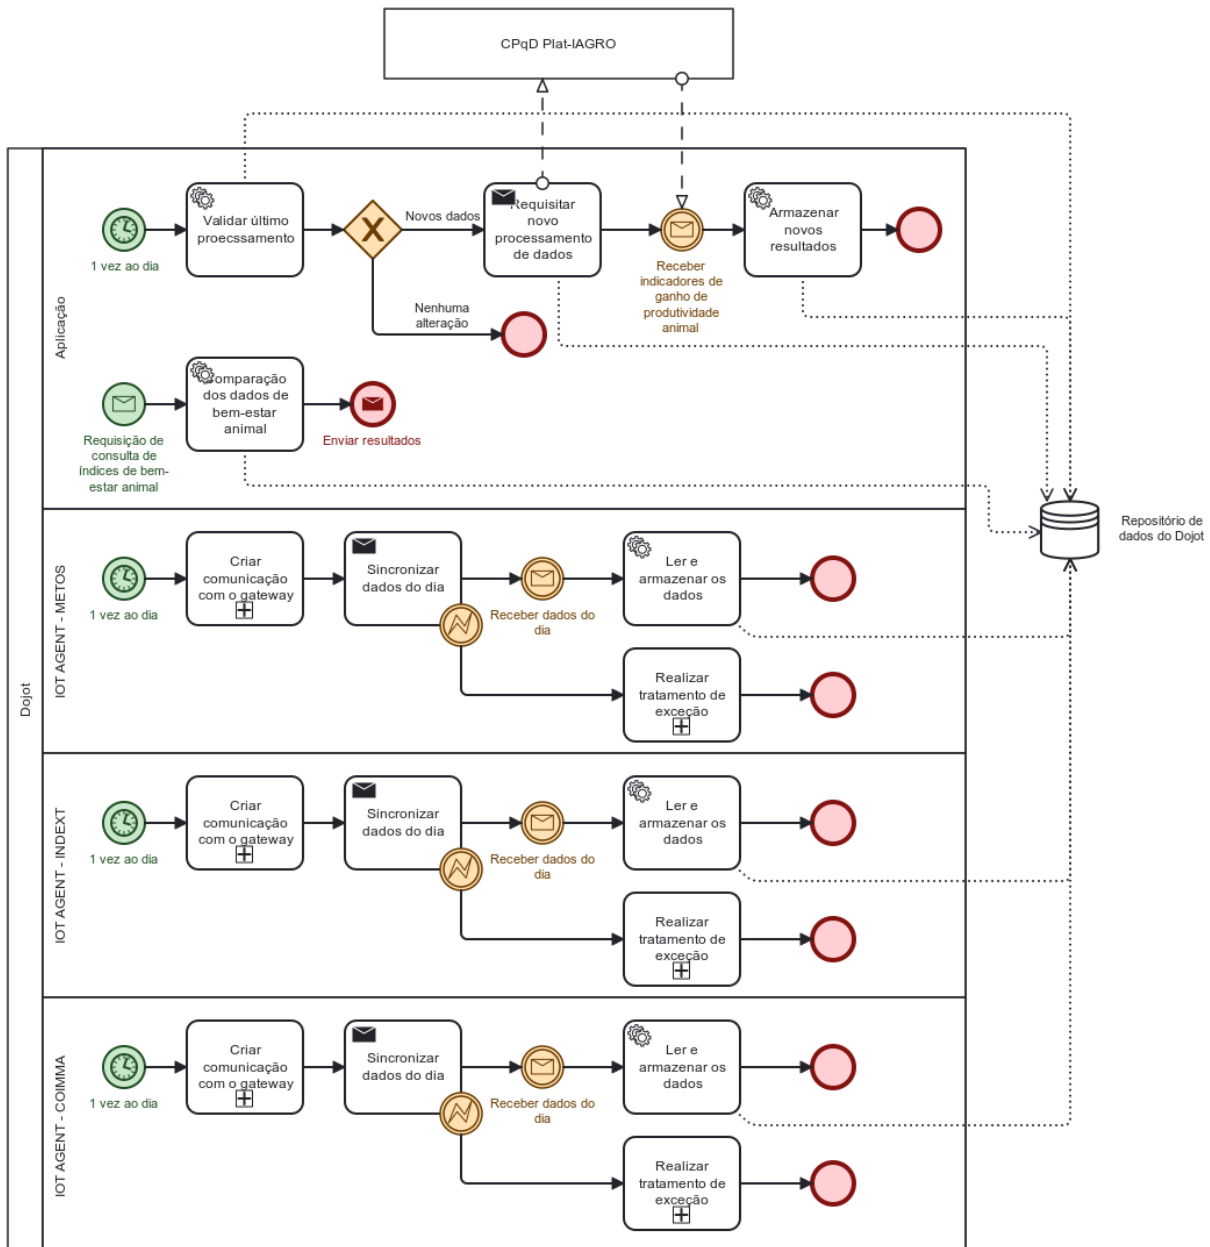 CPqD Plat-IAGRO
Dojot
Aplicação
1 vez ao dia
Validar último
proecssamento
Novos dados
Nenhuma
alteração
Requisitar
novo
processamento
de dados
Receber
indicadores de
ganho de
produtividade
animal
Armazenar
novos
resultados
Requisição de
consulta de
índices de bem-
estar animal
Comparação
dos dados de
bem-estar
animal
Enviar resultados
Repositório de
dados do Dojot
IOT AGENT - METOS
1 vez ao dia
Criar
comunicação
com o gateway
Sincronizar
dados do dia
Receber dados do
dia
Ler e
armazenar os
dados
Realizar
tratamento de
exceção
IOT AGENT - INDEXT
1 vez ao dia
Criar
comunicação
com o gateway
Sincronizar
dados do dia
Receber dados do
dia
Ler e
armazenar os
dados
Realizar
tratamento de
exceção
IOT AGENT - COIMMA
1 vez ao dia
Criar
comunicação
com o gateway
Sincronizar
dados do dia
Receber dados do
dia
Ler e
armazenar os
dados
Realizar
tratamento de
exceção